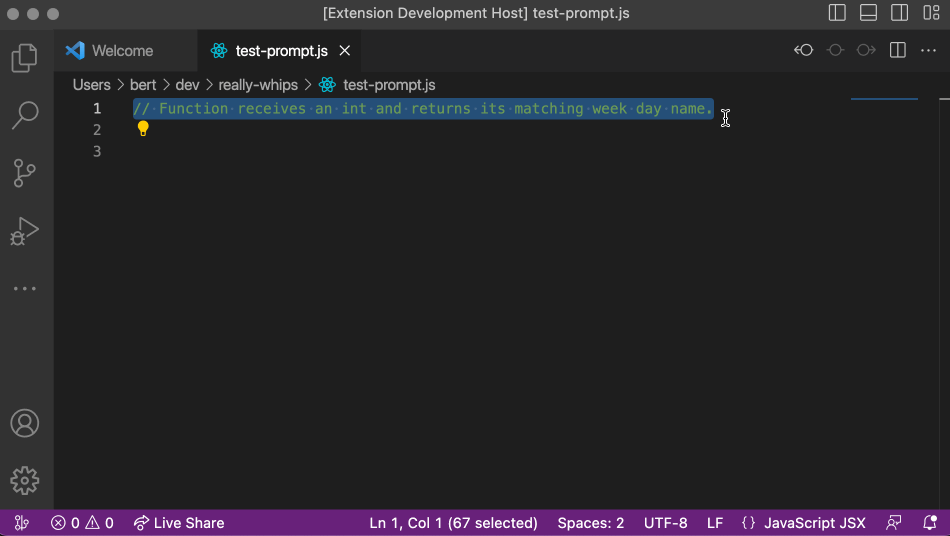 [Extension Development Host] test-prompt.js
Welcome
test-prompt.js
Users > bert > dev > really-whips > test-prompt.js
1 // Function receives an int and returns its matching week day name.
2
3
0 0 Live Share Ln 1, Col 1 (67 selected) Spaces: 2 UTF-8 LF {} JavaScript JSX